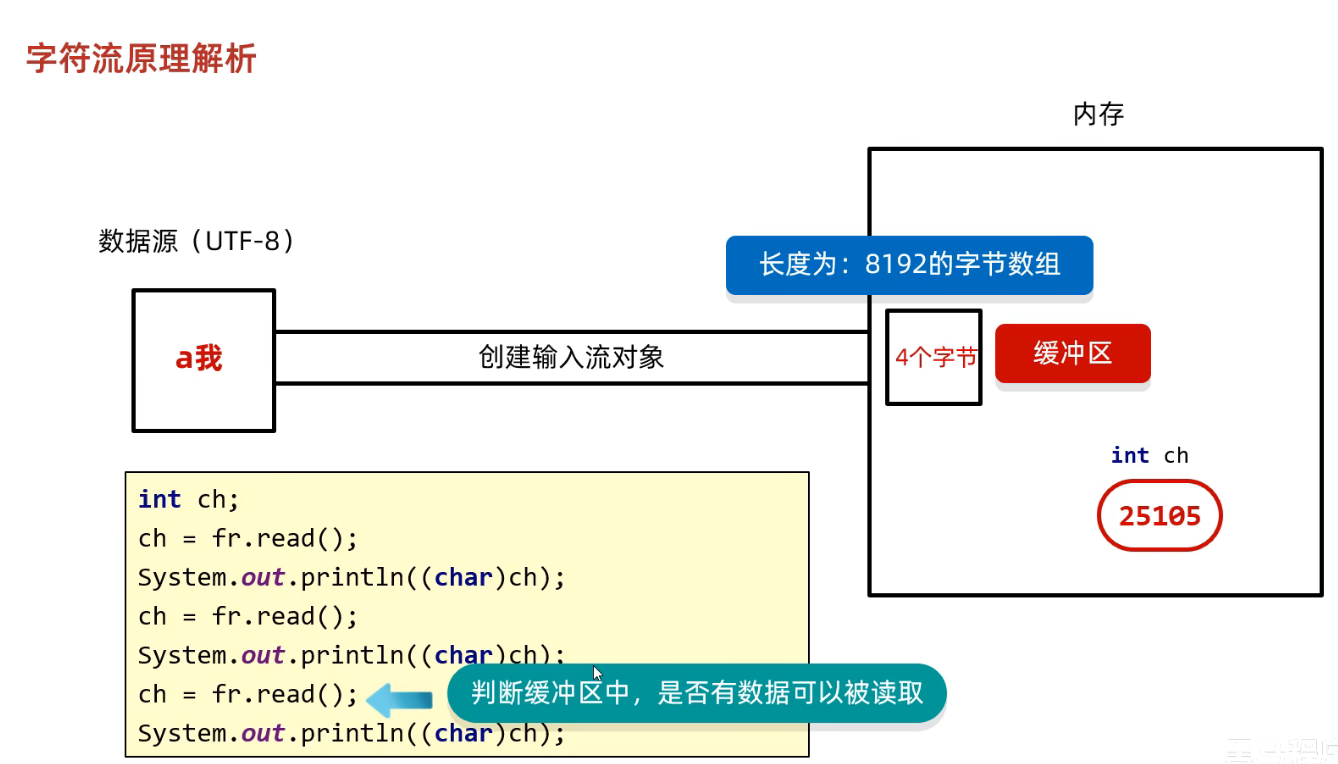 字符流原理解析
内存
数据源（UTF-8）
长度为：8192的字节数组
a我
创建输入流对象
4个字节
缓冲区
int ch
25105
int ch;
ch = fr.read();
System.out.println((char)ch);
ch = fr.read();
System.out.println((char)ch);
ch = fr.read();
判断缓冲区中，是否有数据可以被读取
System.out.println((char)ch);